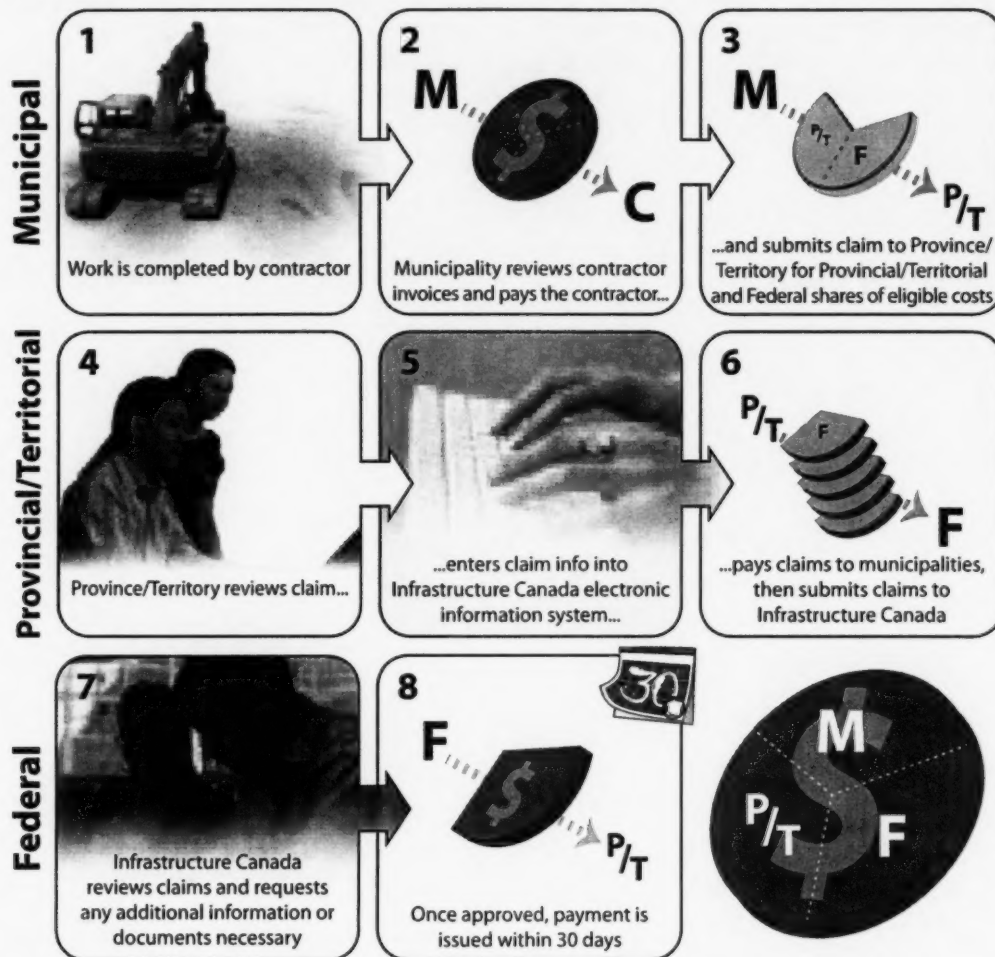 Municipal
1
Work is completed by contractor
2
M
$
C
Municipality reviews contractor
invoices and pays the contractor...
3
M
P/T
F
P/T
...and submits claim to Province/
Territory for Provincial/Territorial
and Federal shares of eligible costs
Provincial/Territorial
4
Province/Territory reviews claim...
5
...enters claim info into
Infrastructure Canada electronic
information system...
6
P/T
F
F
...pays claims to municipalities,
then submits claims to
Infrastructure Canada
Federal
7
Infrastructure Canada
reviews claims and requests
any additional information or
documents necessary
8
30
F
$
P/T
Once approved, payment is
issued within 30 days
$
M
P/T
F